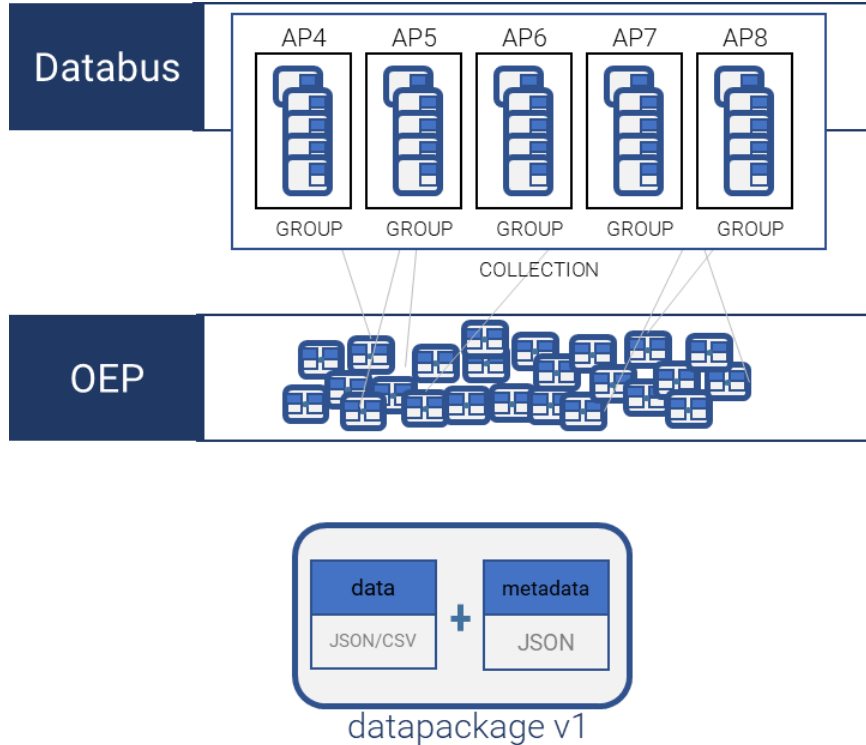 Databus
AP4 AP5 AP6 AP7 AP8
GROUP GROUP GROUP GROUP GROUP
COLLECTION
OEP
data
metadata
+
JSON/CSV
JSON
datapackage v1